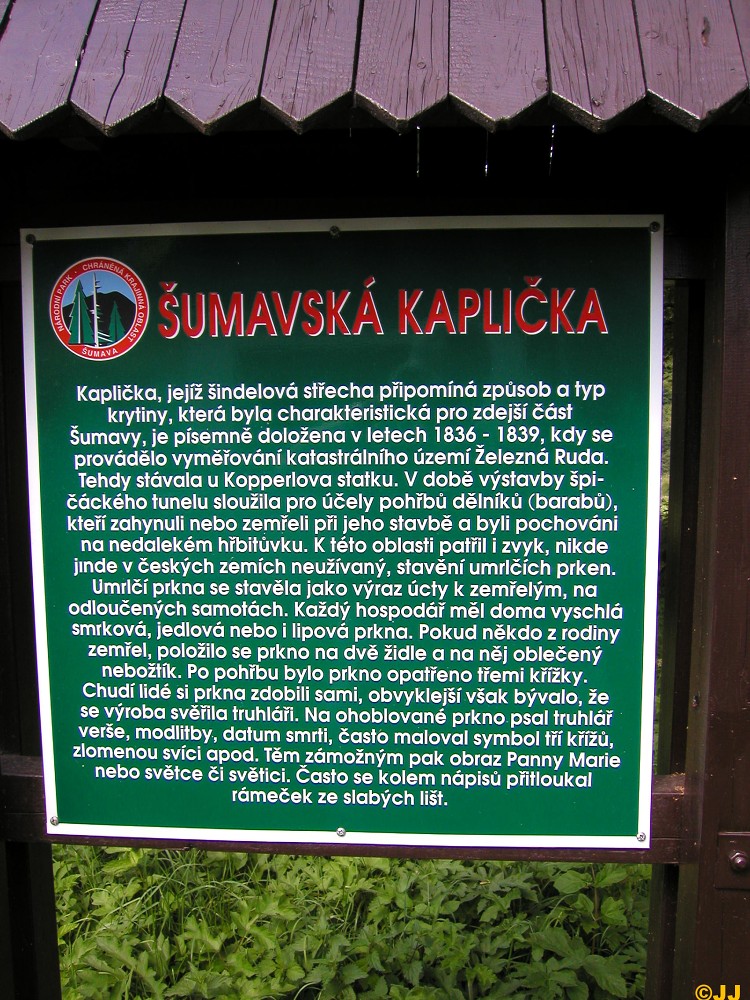 NÁRODNÍ PARK - CHRÁNĚNÁ KRAJINNÁ OBLAST
ŠUMAVA
ŠUMAVSKÁ KAPLIČKA
Kaplička, jejíž šindelová střecha připomíná způsob a typ
krytiny, která byla charakteristická pro zdejší část
Šumavy, je písemně doložena v letech 1836 - 1839, kdy se
provádělo vyměřování katastrálního území Železná Ruda.
Tehdy stávala u Kopperlova statku. V době výstavby špi-
čáckého tunelu sloužila pro účely pohřbů dělníků (barabů),
kteří zahynuli nebo zemřeli při jeho stavbě a byli pochováni
na nedalekém hřbitůvku. K této oblasti patřil i zvyk, nikde
jinde v českých zemích neužívaný, stavění umrlčích prken.
Umrlčí prkna se stavěla jako výraz úcty k zemřelým, na
odloučených samotách. Každý hospodář měl doma vyschlá
smrková, jedlová nebo i lipová prkna. Pokud někdo z rodiny
zemřel, položilo se prkno na dvě židle a na něj oblečený
nebožtík. Po pohřbu bylo prkno opatřeno třemi křížky.
Chudí lidé si prkna zdobili sami, obvyklejší však bývalo, že
se výroba svěřila truhláři. Na ohoblované prkno psal truhlář
verše, modlitby, datum smrti, často maloval symbol tří křížů,
zlomenou svíci apod. Těm zámožným pak obraz Panny Marie
nebo světce či světici. Často se kolem nápisů přitloukal
rámeček ze slabých lišt.
©JJ